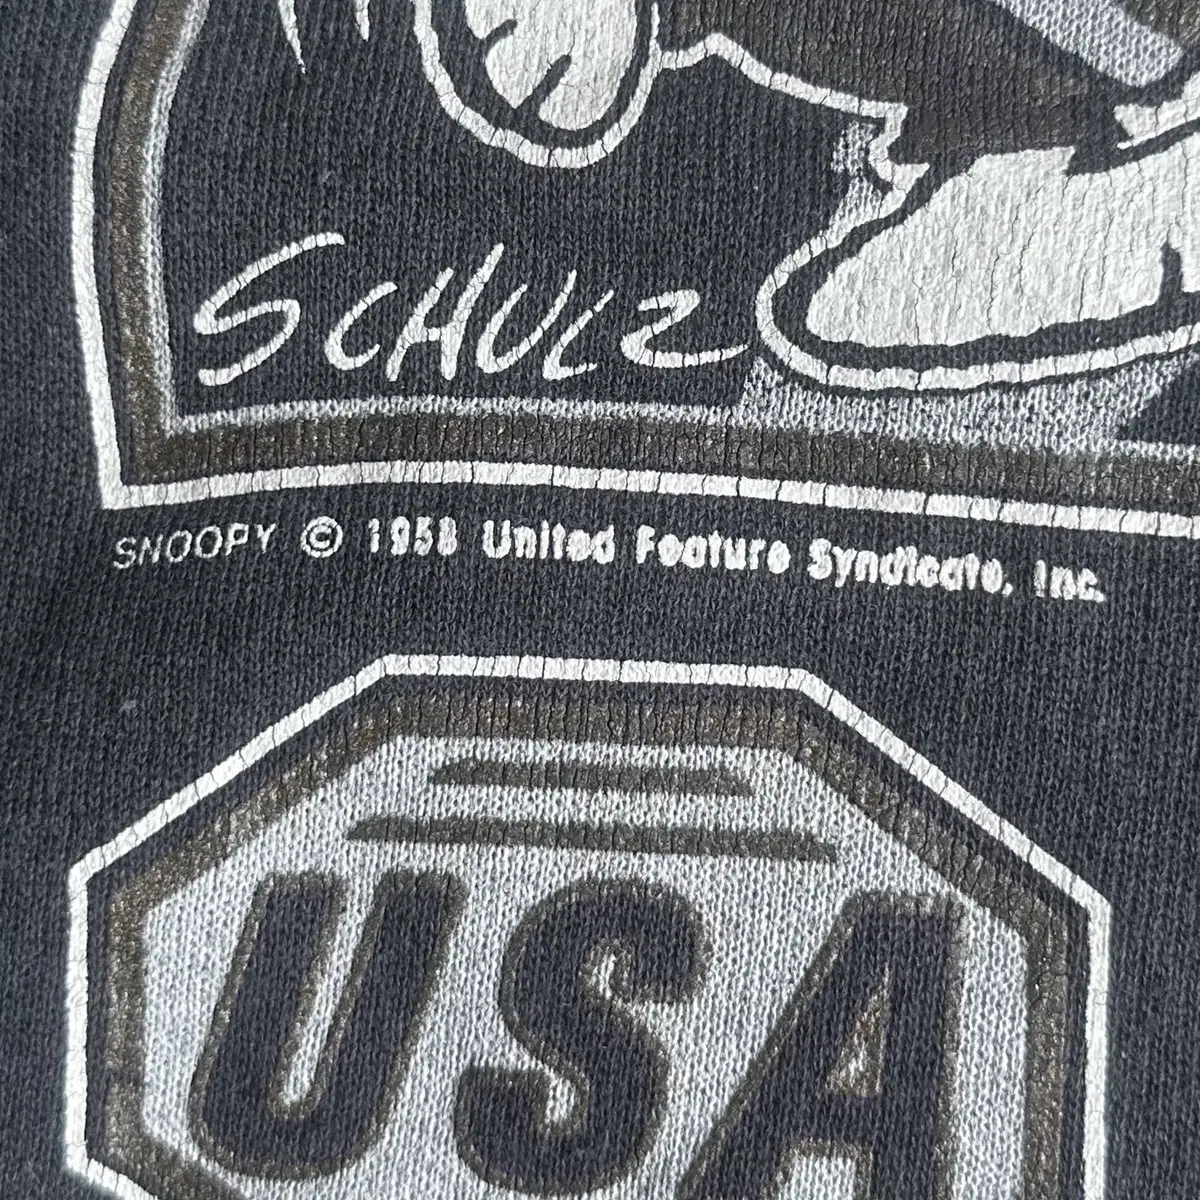 SCHULZ
SNOOPY © 1958 United Feature Syndicate, Inc.
USA